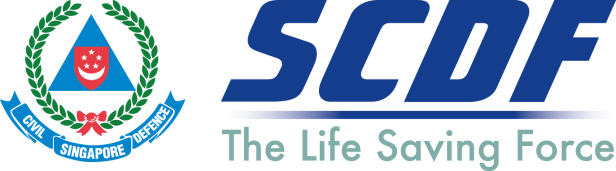 SCDF
The Life Saving Force
CIVIL SINGAPORE DEFENCE